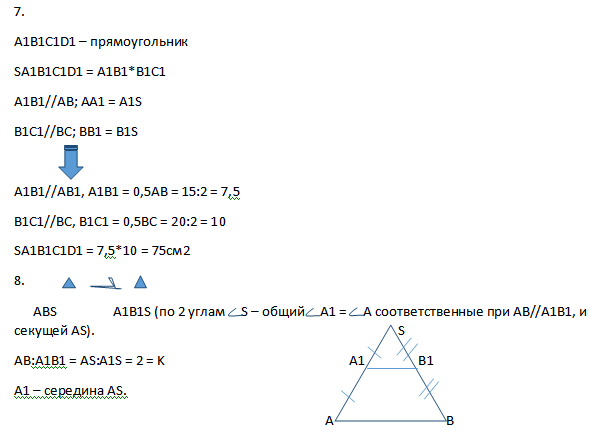 7.
A1B1C1D1 – прямоугольник
SA1B1C1D1 = A1B1*B1C1
A1B1//AB; AA1 = A1S
B1C1//BC; BB1 = B1S
A1B1//AB1, A1B1 = 0,5AB = 15:2 = 7,5
B1C1//BC, B1C1 = 0,5BC = 20:2 = 10
SA1B1C1D1 = 7,5*10 = 75см2
8.
ABS A1B1S (по 2 углам S – общий A1 = A соответственные при AB//A1B1, и
секущей AS).
S
AB:A1B1 = AS:A1S = 2 = K
A1 B1
A1 – середина AS.
A B